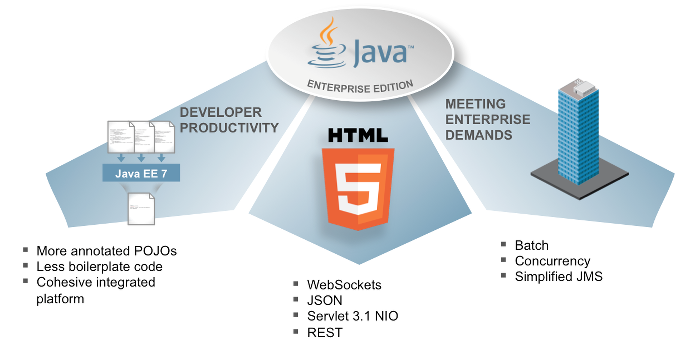 Java™
ENTERPRISE EDITION
DEVELOPER
PRODUCTIVITY
Java EE 7
▪ More annotated POJOs
▪ Less boilerplate code
▪ Cohesive integrated
platform
HTML
5
▪ WebSockets
▪ JSON
▪ Servlet 3.1 NIO
▪ REST
MEETING
ENTERPRISE
DEMANDS
▪ Batch
▪ Concurrency
▪ Simplified JMS